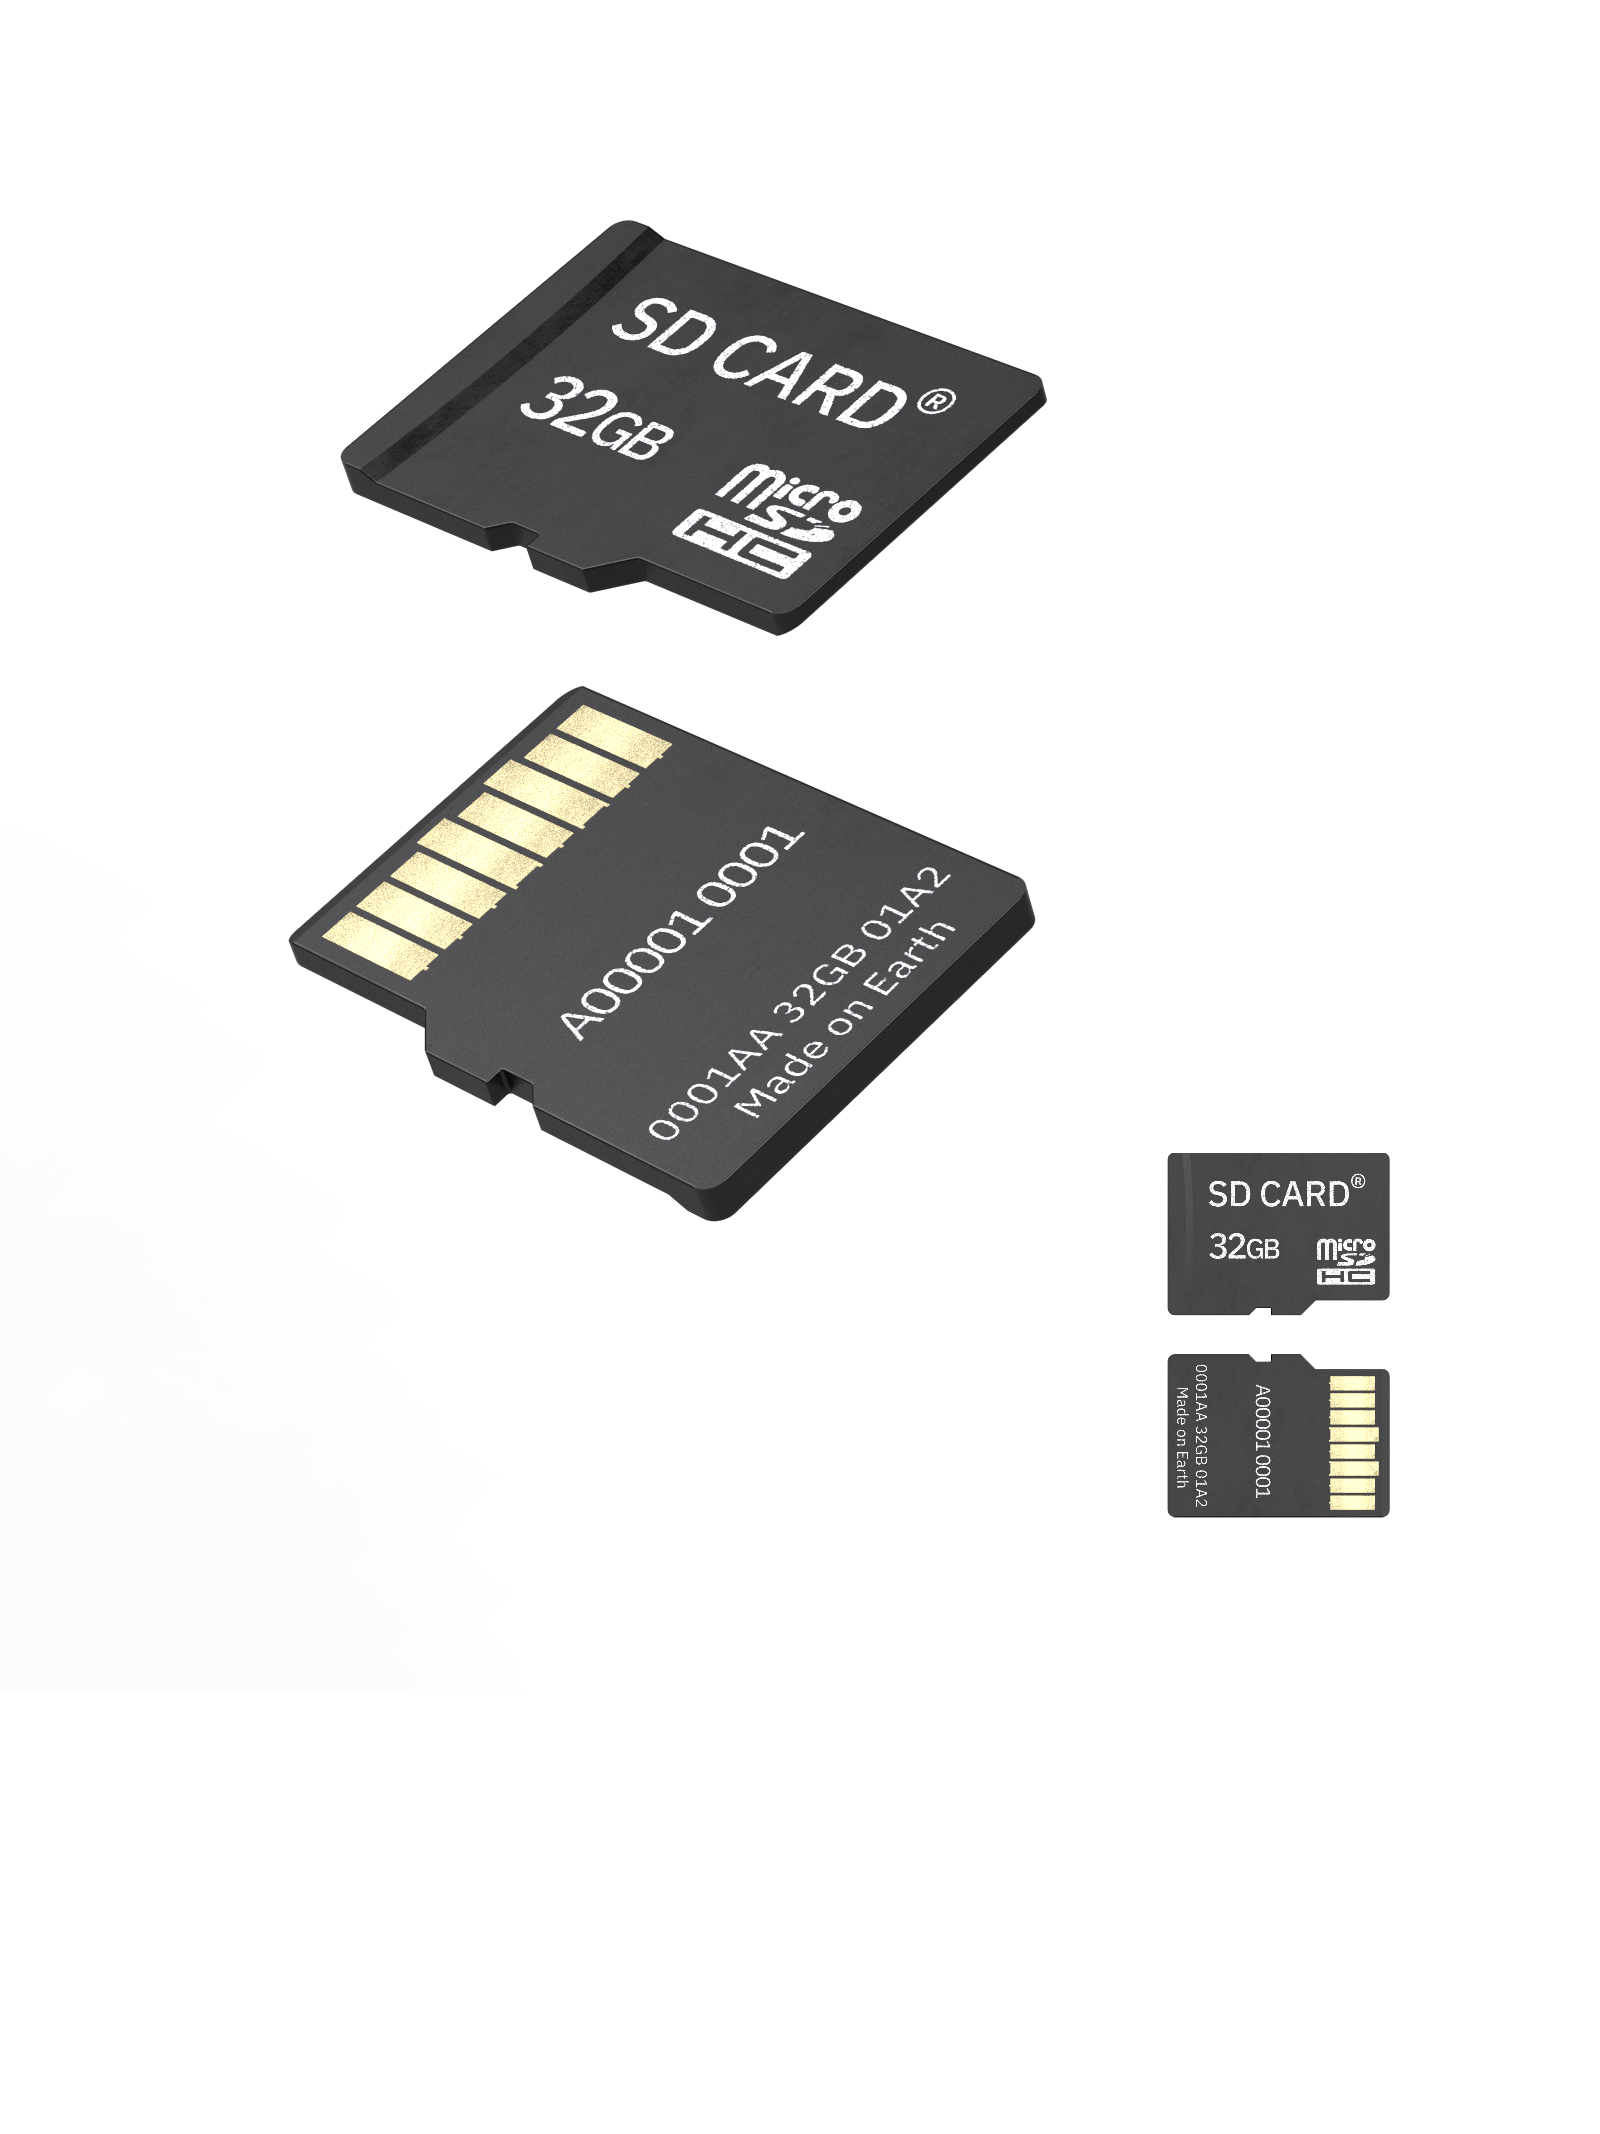 SD CARD®
32GB
micro
SD
HC
A00001 0001
0001AA 32GB 01A2
Made on Earth
SD CARD®
32GB
micro
SD
HC
0001AA 32GB 01A2
Made on Earth
A00001 0001